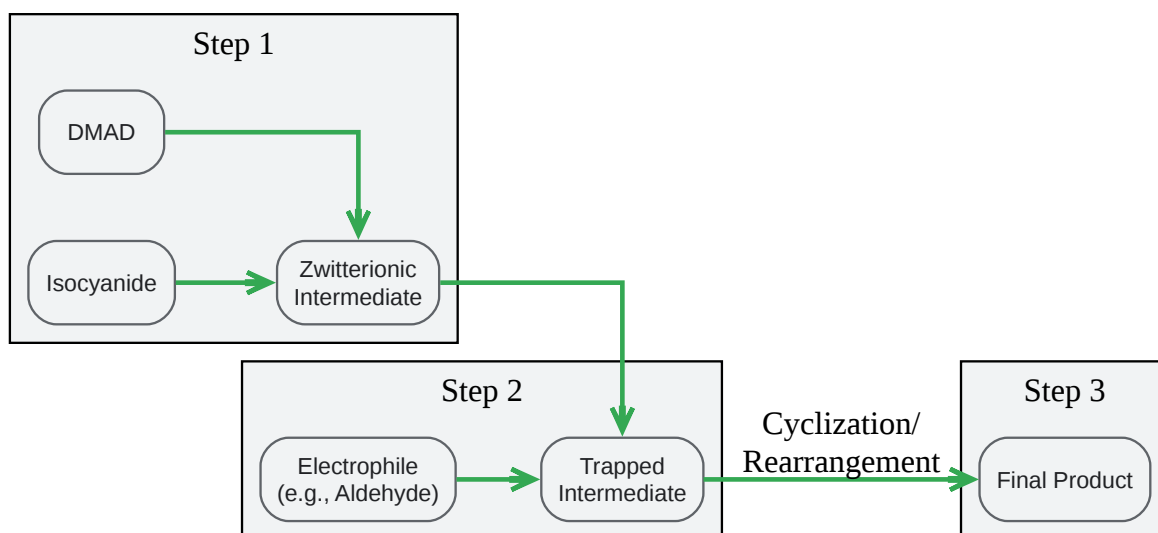 Step 1
DMAD
Isocyanide
Zwitterionic
Intermediate
Step 2
Electrophile
(e.g., Aldehyde)
Trapped
Intermediate
Cyclization/
Rearrangement
Step 3
Final Product